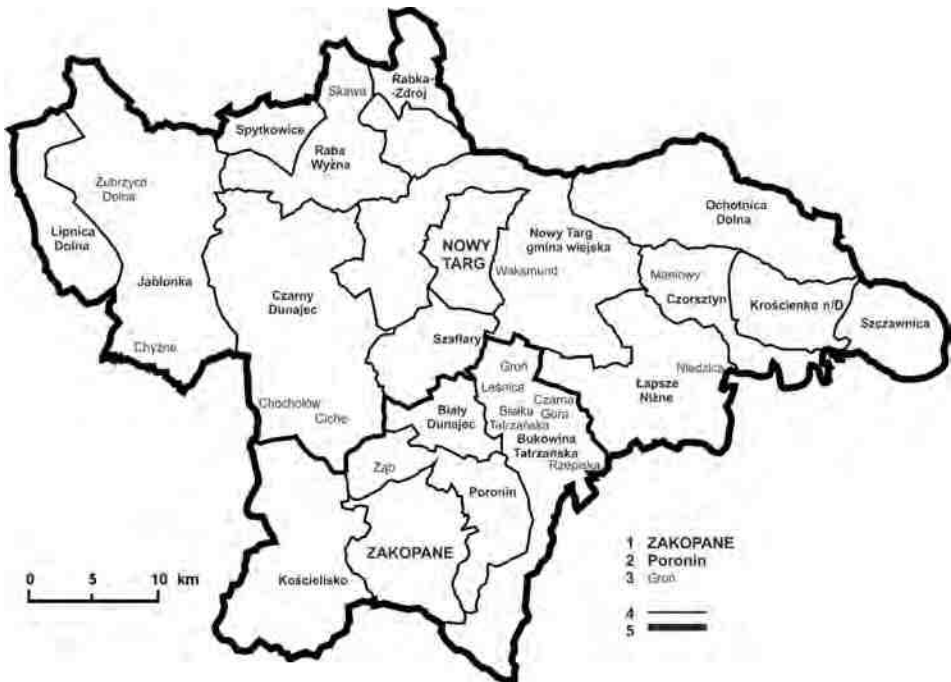 Skawa
Rabka-
-Zdrój
Spytkowice
Raba
Wyżna
Zubrzyca
Dolna
Lipnica
Dolna
Ochotnica
Dolna
NOWY
TARG
Nowy Targ
gmina wiejska
Waksmund
Maniowy
Czorsztyn
Krościenko n/D
Szczawnica
Jabłonka
Czarny
Dunajec
Chyżne
Szaflary
Groń
Niedzica
Łapsze
Niżne
Leśnica
Czarna
Góra
Chochołów
Ciche
Biały
Dunajec
Białka
Tatrzańska
Bukowina
Tatrzańska
Rzepiska
Ząb
Poronin
ZAKOPANE
Kościelisko
0 5 10 km
1 ZAKOPANE
2 Poronin
3 Groń
4
5